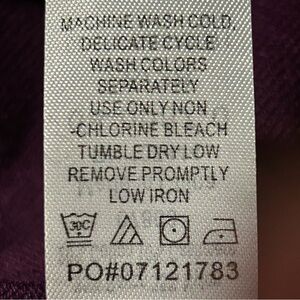 MACHINE WASH COLD,
DELICATE CYCLE
WASH COLORS
SEPARATELY
USE ONLY NON
-CHLORINE BLEACH
TUMBLE DRY LOW
REMOVE PROMPTLY
LOW IRON
30C
PO#07121783